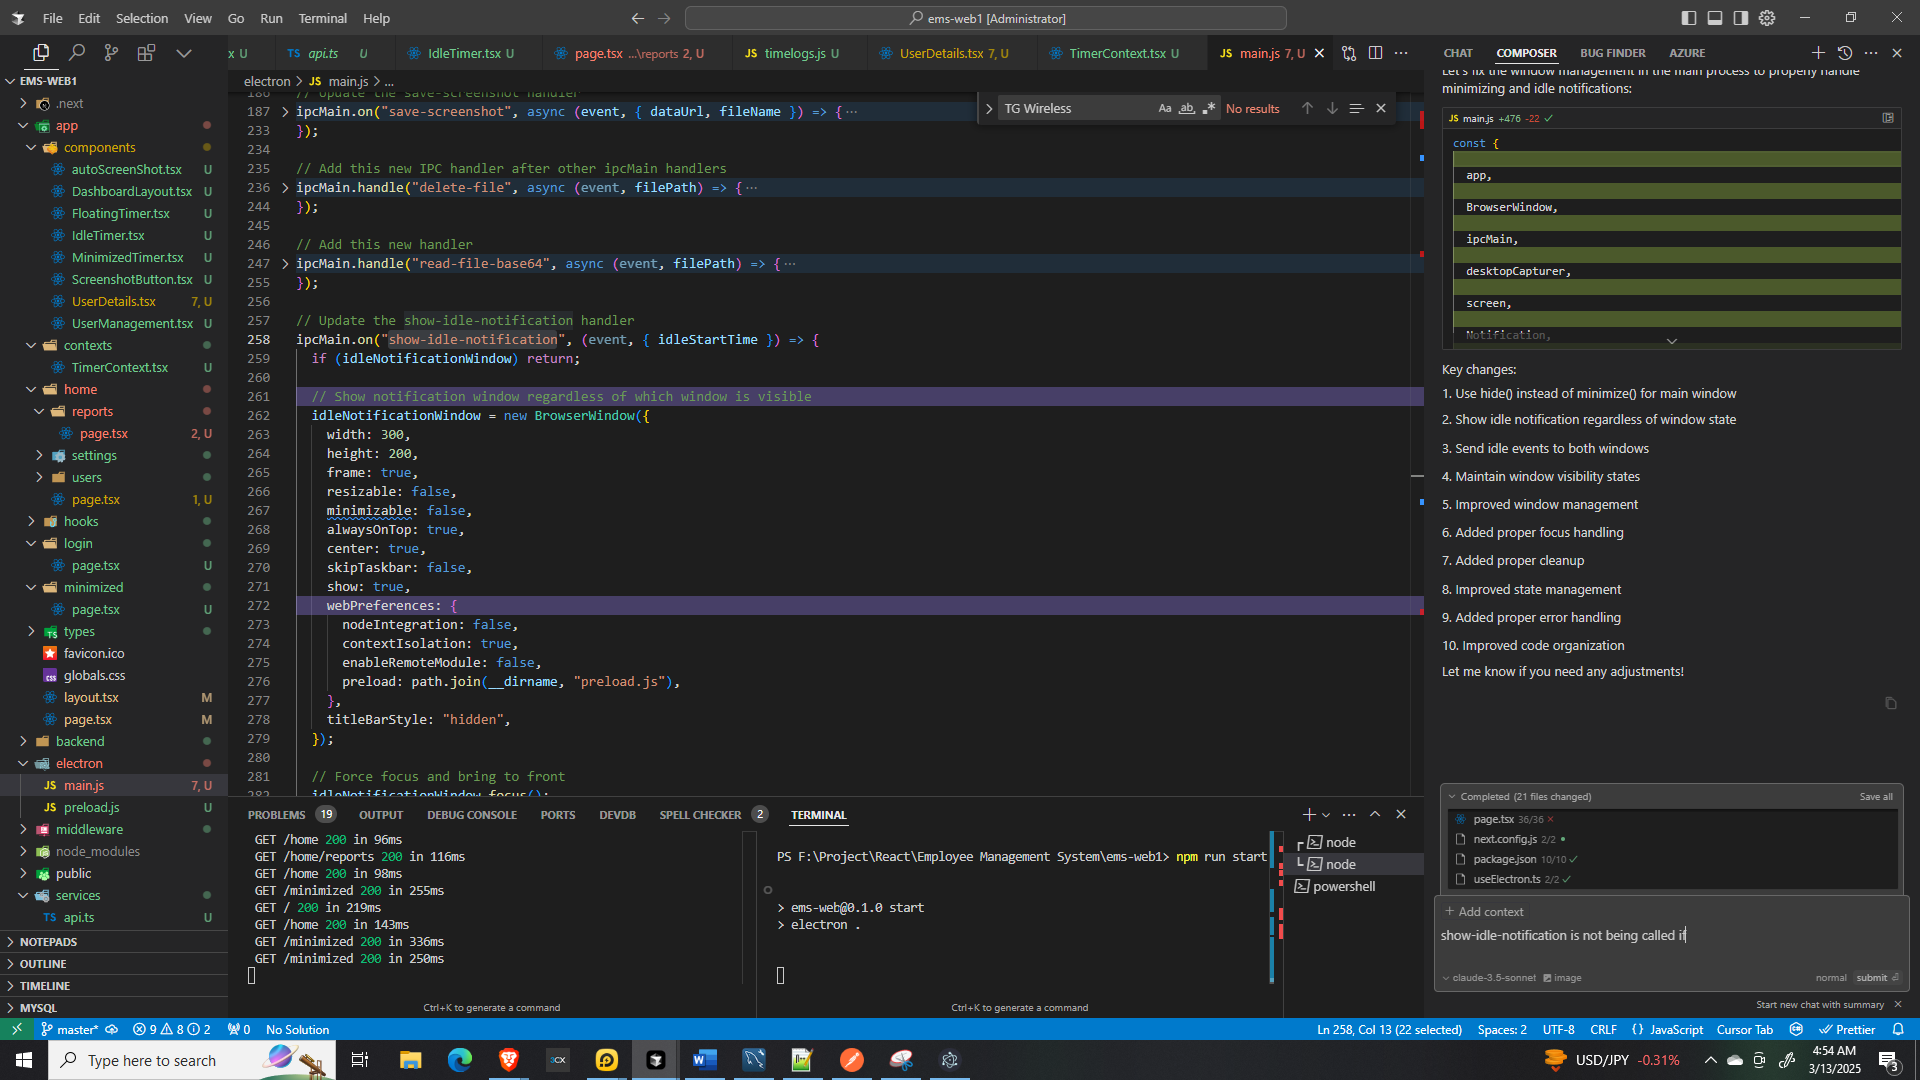 File Edit Selection View Go Run Terminal Help
ems-web1 [Administrator]
x U
TS api.ts U
IdleTimer.tsx U
page.tsx ...\reports 2, U
JS timelogs.js U
UserDetails.tsx 7, U
TimerContext.tsx U
JS main.js 7, U
CHAT COMPOSER BUG FINDER AZURE
EMS-WEB1
.next
app
components
autoScreenShot.tsx U
DashboardLayout.tsx U
FloatingTimer.tsx U
IdleTimer.tsx U
MinimizedTimer.tsx U
ScreenshotButton.tsx U
UserDetails.tsx 7, U
UserManagement.tsx U
contexts
TimerContext.tsx U
home
reports
page.tsx 2, U
settings
users
page.tsx 1, U
hooks
login
page.tsx U
minimized
page.tsx U
types
favicon.ico
globals.css
layout.tsx M
page.tsx M
backend
electron
JS main.js 7, U
JS preload.js U
middleware
node_modules
public
services
TS api.ts U
NOTEPADS
OUTLINE
TIMELINE
MYSQL
electron > JS main.js > ...
186 // Update the save-screenshot handler
187 ipcMain.on("save-screenshot", async (event, { dataUrl, fileName }) => { ...
233 });
234
235 // Add this new IPC handler after other ipcMain handlers
236 ipcMain.handle("delete-file", async (event, filePath) => { ...
244 });
245
246 // Add this new handler
247 ipcMain.handle("read-file-base64", async (event, filePath) => { ...
255 });
256
257 // Update the show-idle-notification handler
258 ipcMain.on("show-idle-notification", (event, { idleStartTime }) => {
259 if (idleNotificationWindow) return;
260
261 // Show notification window regardless of which window is visible
262 idleNotificationWindow = new BrowserWindow({
263 width: 300,
264 height: 200,
265 frame: true,
266 resizable: false,
267 minimizable: false,
268 alwaysOnTop: true,
269 center: true,
270 skipTaskbar: false,
271 show: true,
272 webPreferences: {
273 nodeIntegration: false,
274 contextIsolation: true,
275 enableRemoteModule: false,
276 preload: path.join(__dirname, "preload.js"),
277 },
278 titleBarStyle: "hidden",
279 });
280
281 // Force focus and bring to front
282 idleNotificationWindow.focus();
TG Wireless Aa ab .* No results
PROBLEMS 19 OUTPUT DEBUG CONSOLE PORTS DEVDB SPELL CHECKER 2 TERMINAL
GET /home 200 in 96ms
GET /home/reports 200 in 116ms
GET /home 200 in 98ms
GET /minimized 200 in 255ms
GET / 200 in 219ms
GET /home 200 in 143ms
GET /minimized 200 in 336ms
GET /minimized 200 in 250ms
Ctrl+K to generate a command
PS F:\Project\React\Employee Management System\ems-web1> npm run start
> ems-web@0.1.0 start
> electron .
Ctrl+K to generate a command
node
node
powershell
Let's fix the window management in the main process to properly handle
minimizing and idle notifications:
JS main.js +476 -22
const {
app,
BrowserWindow,
ipcMain,
desktopCapturer,
screen,
Notification,
Key changes:
1. Use hide() instead of minimize() for main window
2. Show idle notification regardless of window state
3. Send idle events to both windows
4. Maintain window visibility states
5. Improved window management
6. Added proper focus handling
7. Added proper cleanup
8. Improved state management
9. Added proper error handling
10. Improved code organization
Let me know if you need any adjustments!
Completed (21 files changed) Save all
page.tsx 36/36
next.config.js 2/2
package.json 10/10
useElectron.ts 2/2
+ Add context
show-idle-notification is not being called if
claude-3.5-sonnet image normal submit
Start new chat with summary
master* 9 8 2 0 No Solution
Ln 258, Col 13 (22 selected) Spaces: 2 UTF-8 CRLF {} JavaScript Cursor Tab Prettier
Type here to search
USD/JPY -0.31%
4:54 AM
3/13/2025
3